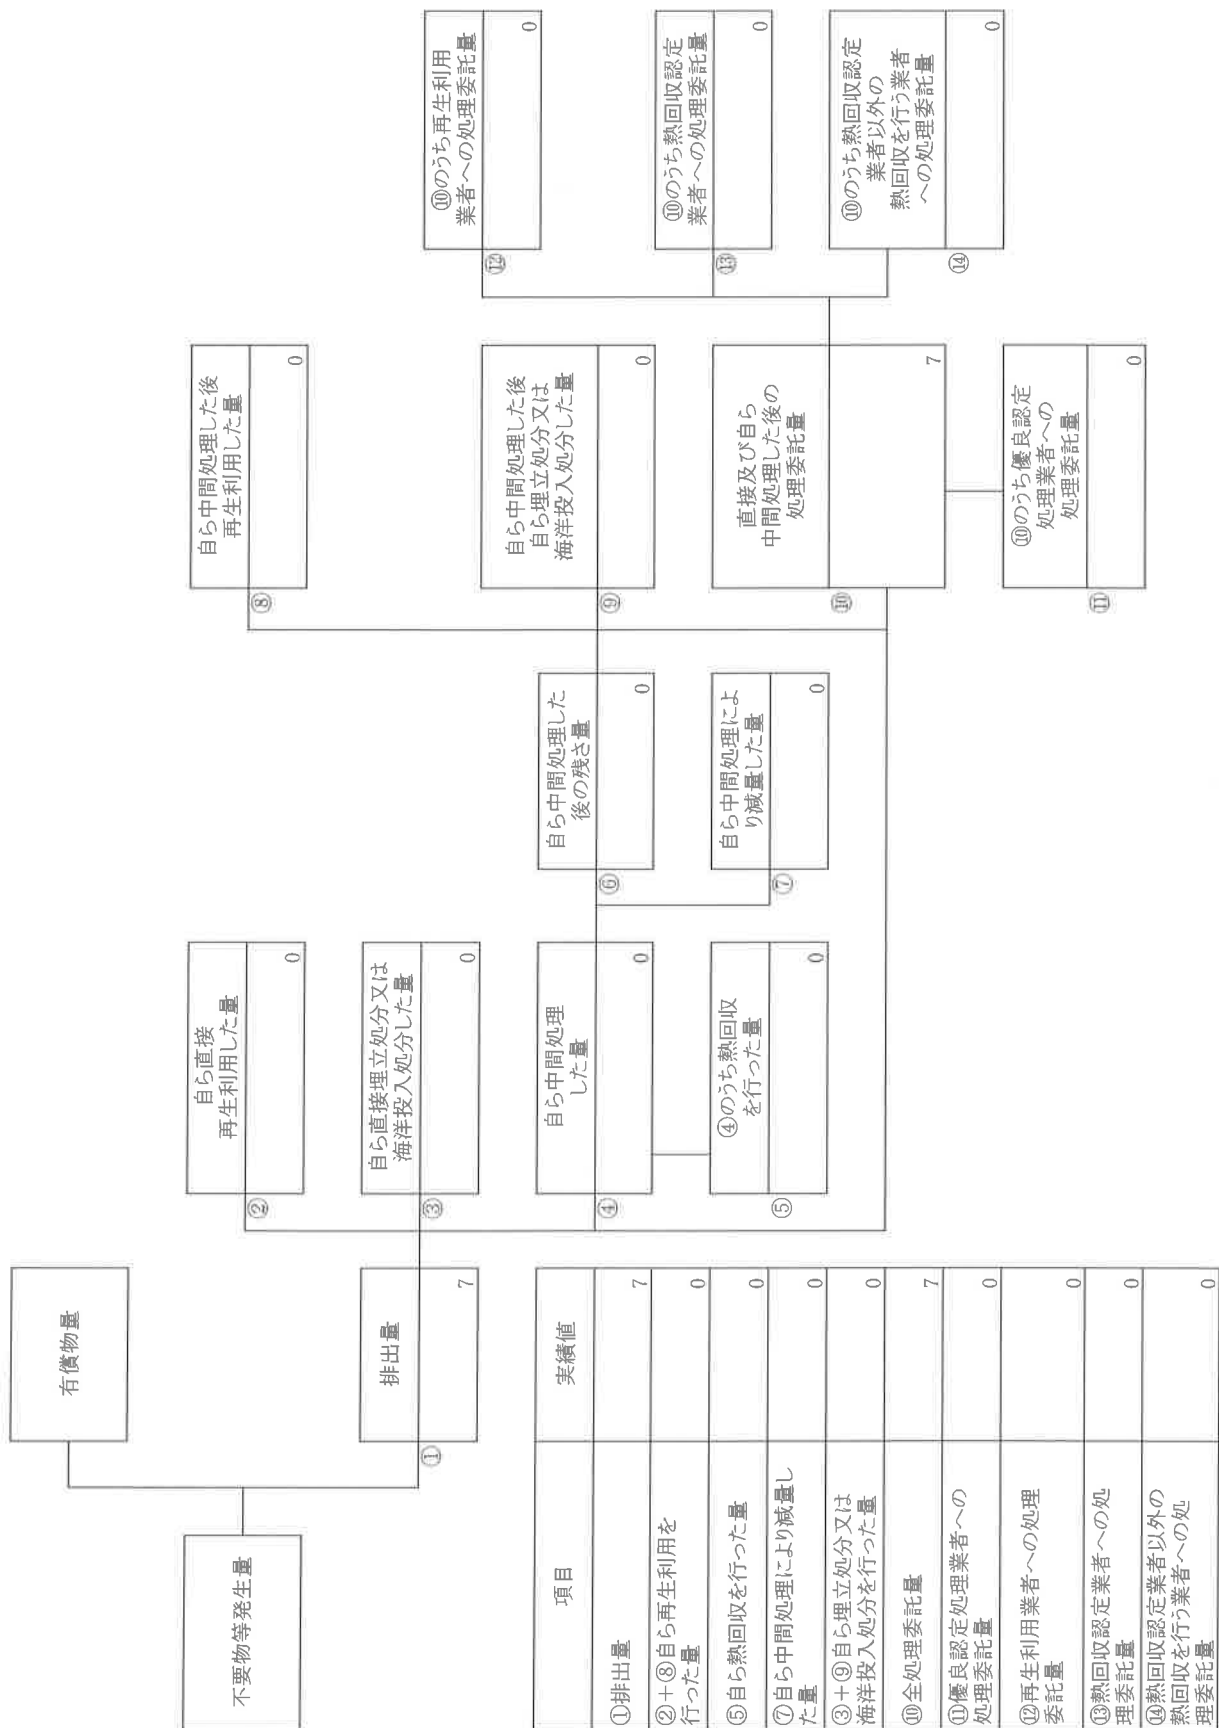 不要物等発生量
有償物量
①
排出量
7
②
自ら直接
再生利用した量
0
③
自ら直接埋立処分又は
海洋投入処分した量
0
④
自ら中間処理
した量
0
⑤
④のうち熱回収
を行った量
0
⑥
自ら中間処理した
後の残さ量
0
⑦
自ら中間処理によ
り減量した量
0
⑧
自ら中間処理した後
再生利用した量
0
⑨
自ら中間処理した後
自ら埋立処分又は
海洋投入処分した量
0
⑩
直接及び自ら
中間処理した後の
処理委託量
7
⑪
⑩のうち優良認定
処理業者への
処理委託量
0
⑫
⑩のうち再生利用
業者への処理委託量
0
⑬
⑩のうち熱回収認定
業者への処理委託量
0
⑭
⑩のうち熱回収認定
業者以外の
熱回収を行う業者
への処理委託量
0
項目
実績値
①排出量
7
②+⑧自ら再生利用を
行った量
0
⑤自ら熱回収を行った量
0
⑦自ら中間処理により減量し
た量
0
③+⑨自ら埋立処分又は
海洋投入処分を行った量
0
⑩全処理委託量
7
⑪優良認定処理業者への
処理委託量
0
⑫再生利用業者への処理
委託量
0
⑬熱回収認定業者への処
理委託量
0
⑭熱回収認定業者以外の
熱回収を行う業者への処
理委託量
0